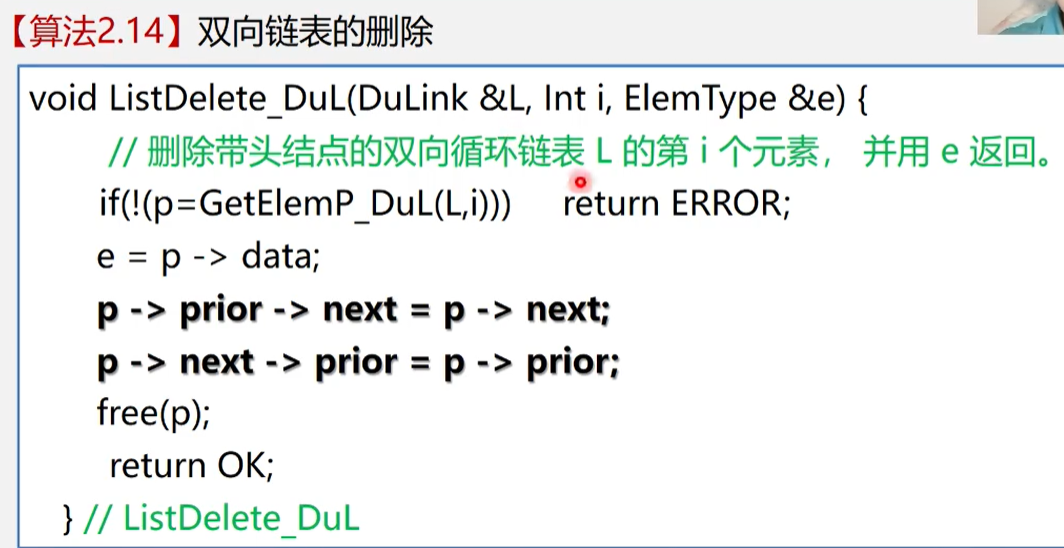 【算法2.14】双向链表的删除
void ListDelete_DuL(DuLink &L, Int i, ElemType &e) {
// 删除带头结点的双向循环链表 L 的第 i 个元素， 并用 e 返回。
if(!(p=GetElemP_DuL(L,i))) return ERROR;
e = p -> data;
p -> prior -> next = p -> next;
p -> next -> prior = p -> prior;
free(p);
return OK;
} // ListDelete_DuL